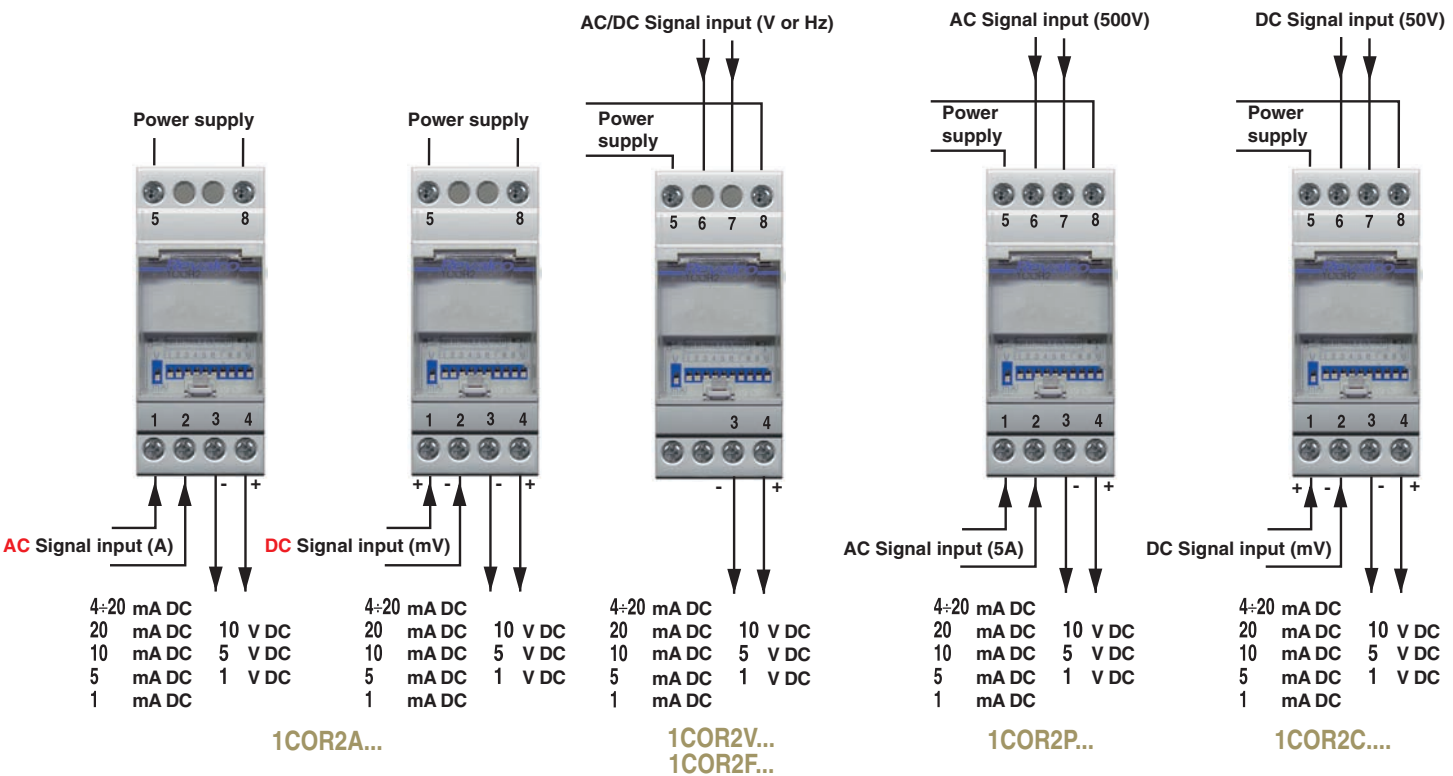 AC/DC Signal input (V or Hz)
AC Signal input (500V)
DC Signal input (50V)
Power supply
Power supply
Power
supply
Power
supply
Power
supply
5 8
5 8
5 6 7 8
5 6 7 8
5 6 7 8
1 2 3 4
1 2 3 4
3 4
1 2 3 4
1 2 3 4
- +
+ - - +
- +
- +
+ - - +
AC Signal input (A)
DC Signal input (mV)
AC Signal input (5A)
DC Signal input (mV)
4÷20 mA DC
20 mA DC 10 V DC
10 mA DC 5 V DC
5 mA DC 1 V DC
1 mA DC
4÷20 mA DC
20 mA DC 10 V DC
10 mA DC 5 V DC
5 mA DC 1 V DC
1 mA DC
4÷20 mA DC
20 mA DC 10 V DC
10 mA DC 5 V DC
5 mA DC 1 V DC
1 mA DC
4÷20 mA DC
20 mA DC 10 V DC
10 mA DC 5 V DC
5 mA DC 1 V DC
1 mA DC
4÷20 mA DC
20 mA DC 10 V DC
10 mA DC 5 V DC
5 mA DC 1 V DC
1 mA DC
1COR2A...
1COR2V...
1COR2F...
1COR2P...
1COR2C....